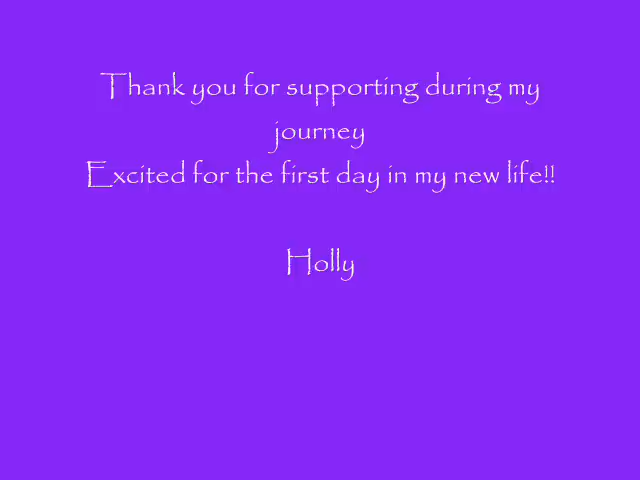 Thank you for supporting during my
journey
Excited for the first day in my new life!!
Holly